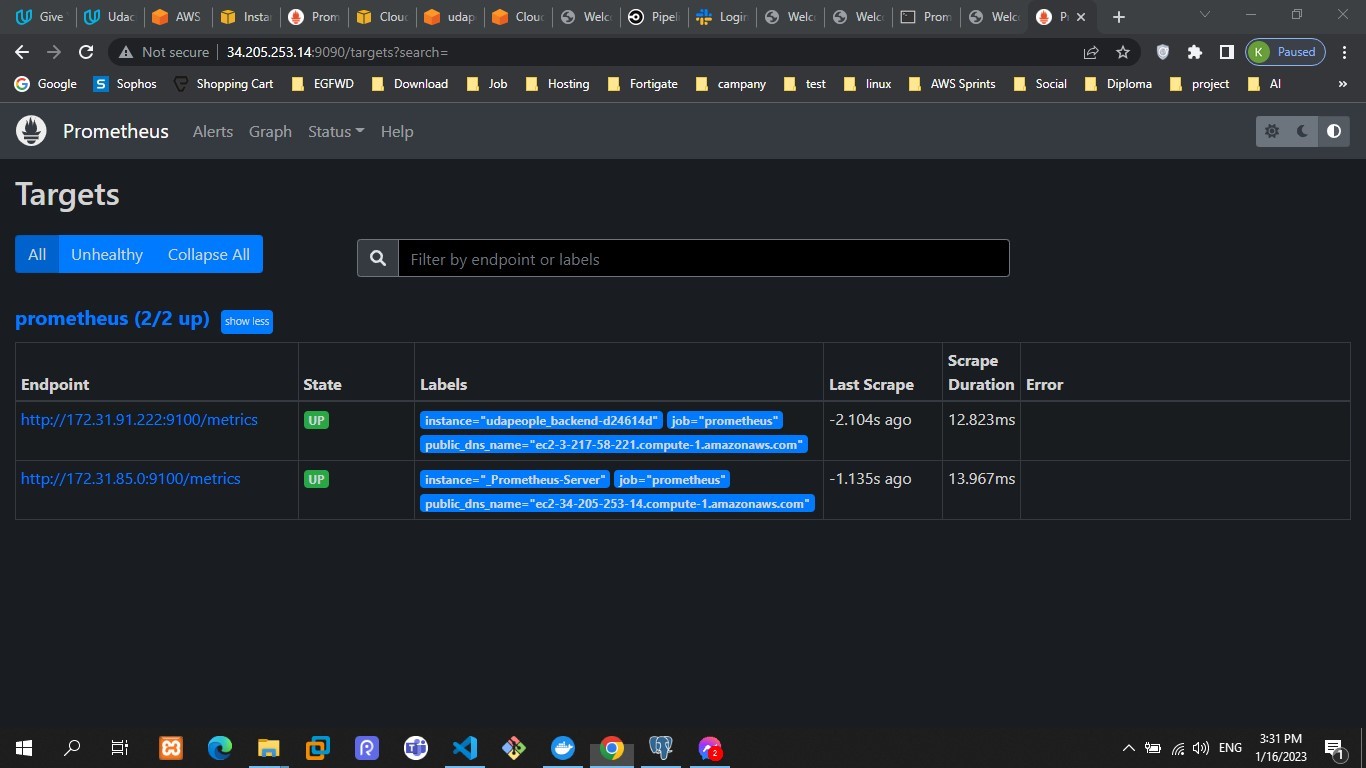 Give
Udac
AWS
Insta
Prom
Cloud
udap
Cloud
Welc
Pipeli
Login
Welc
Welc
Prom
Welc
Pr
Not secure
34.205.253.14:9090/targets?search=
K
Paused
Google
Sophos
Shopping Cart
EGFWD
Download
Job
Hosting
Fortigate
campany
test
linux
AWS Sprints
Social
Diploma
project
AI
»
Prometheus
Alerts
Graph
Status
Help
Targets
All
Unhealthy
Collapse All
Filter by endpoint or labels
prometheus (2/2 up)
show less
Endpoint
State
Labels
Last Scrape
Scrape
Duration
Error
http://172.31.91.222:9100/metrics
UP
instance="udapeople_backend-d24614d"
job="prometheus"
public_dns_name="ec2-3-217-58-221.compute-1.amazonaws.com"
-2.104s ago
12.823ms
http://172.31.85.0:9100/metrics
UP
instance="_Prometheus-Server"
job="prometheus"
public_dns_name="ec2-34-205-253-14.compute-1.amazonaws.com"
-1.135s ago
13.967ms
2
ENG
3:31 PM
1/16/2023
1